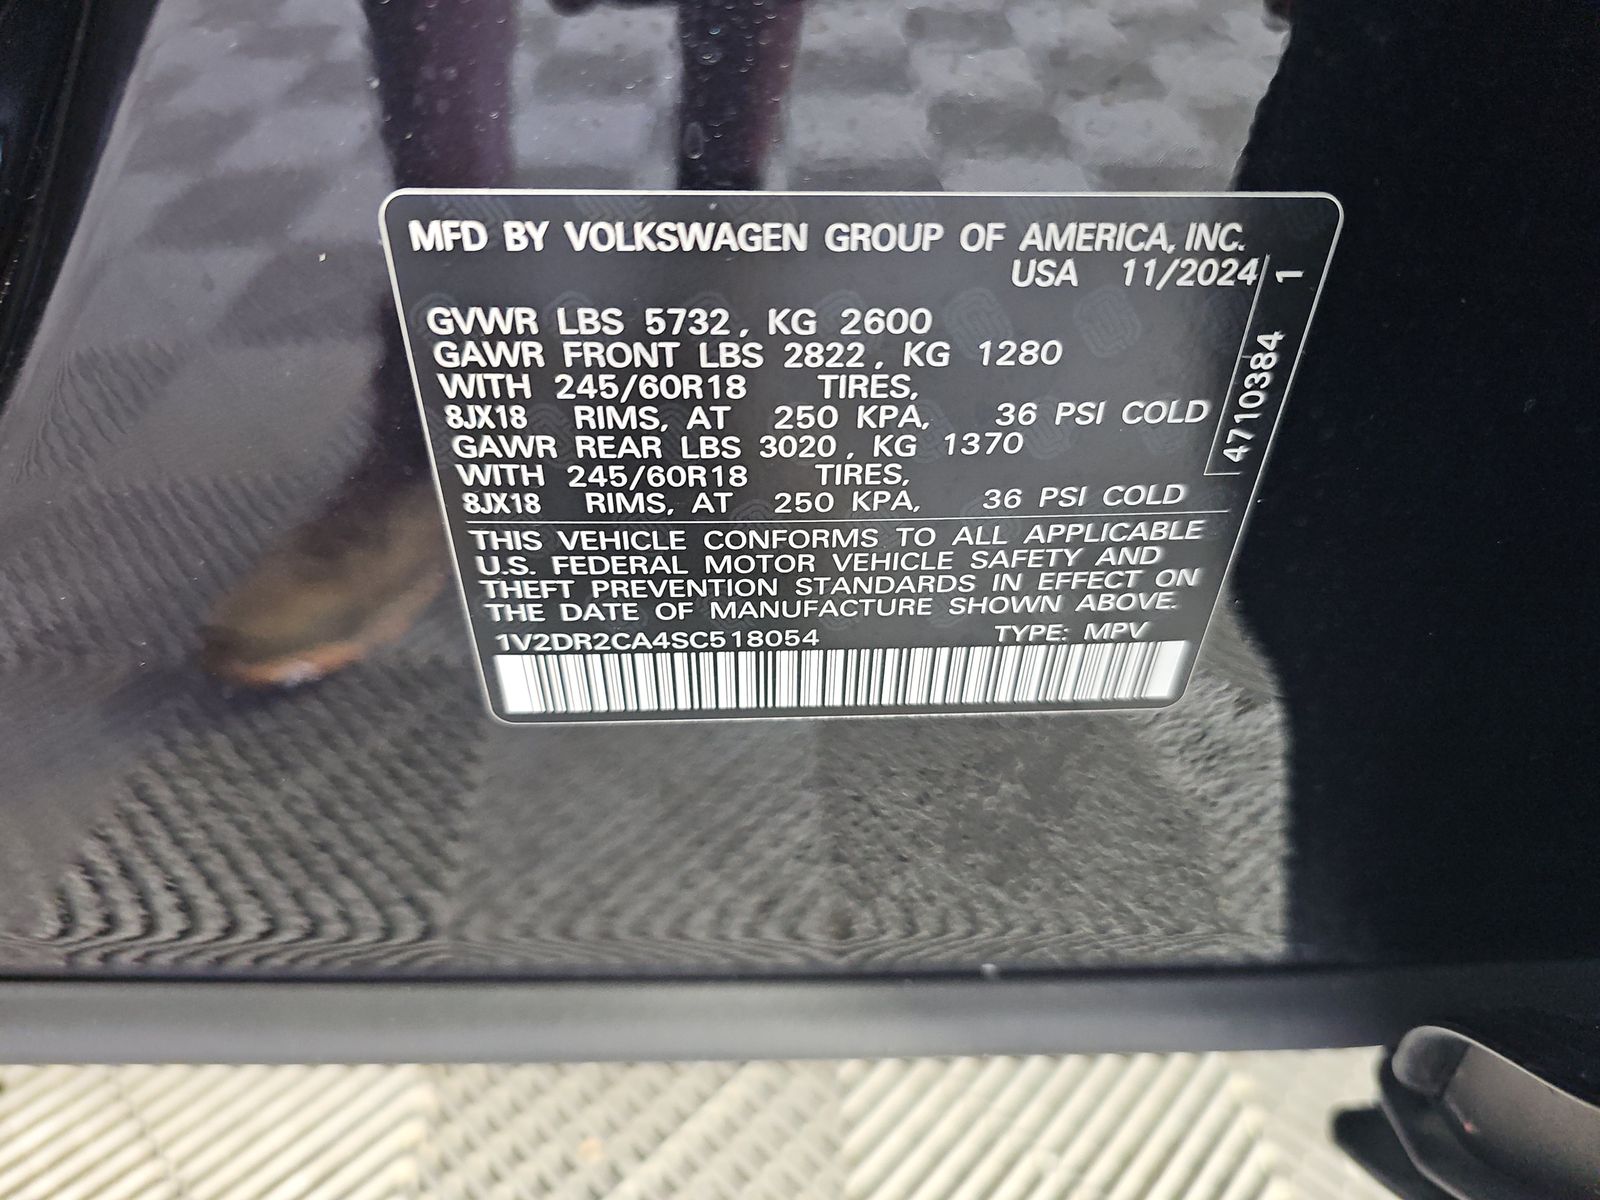 MFD BY VOLKSWAGEN GROUP OF AMERICA, INC.
USA 11/2024
GVWR LBS 5732, KG 2600
GAWR FRONT LBS 2822, KG 1280
WITH 245/60R18 TIRES,
8JX18 RIMS, AT 250 KPA, 36 PSI COLD
GAWR REAR LBS 3020, KG 1370
WITH 245/60R18 TIRES,
8JX18 RIMS, AT 250 KPA, 36 PSI COLD
THIS VEHICLE CONFORMS TO ALL APPLICABLE
U.S. FEDERAL MOTOR VEHICLE SAFETY AND
THEFT PREVENTION STANDARDS IN EFFECT ON
THE DATE OF MANUFACTURE SHOWN ABOVE.
1V2DR2CA4SC518054 TYPE: MPV
4710384 1